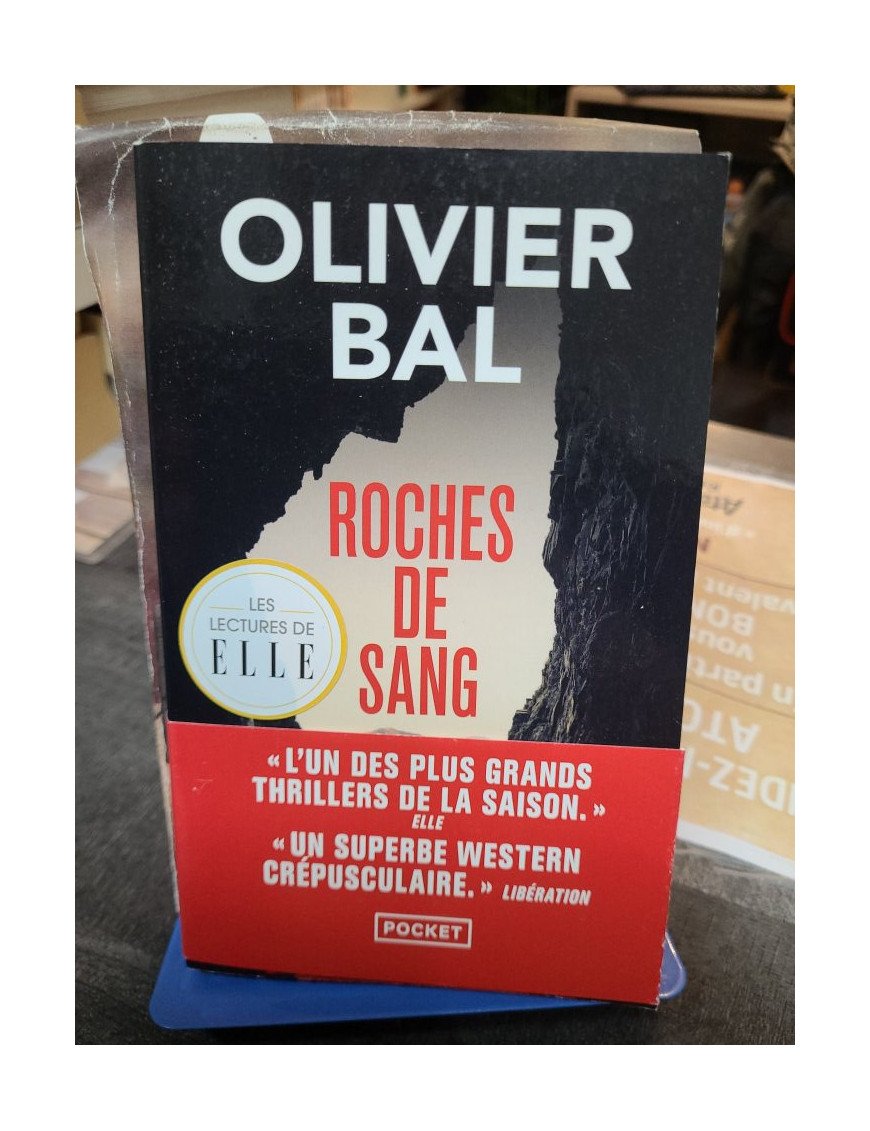 OLIVIER
BAL
ROCHES
DE
SANG
LES
LECTURES DE
ELLE
« L'UN DES PLUS GRANDS
THRILLERS DE LA SAISON. »
ELLE
« UN SUPERBE WESTERN
CRÉPUSCULAIRE. » LIBÉRATION
POCKET